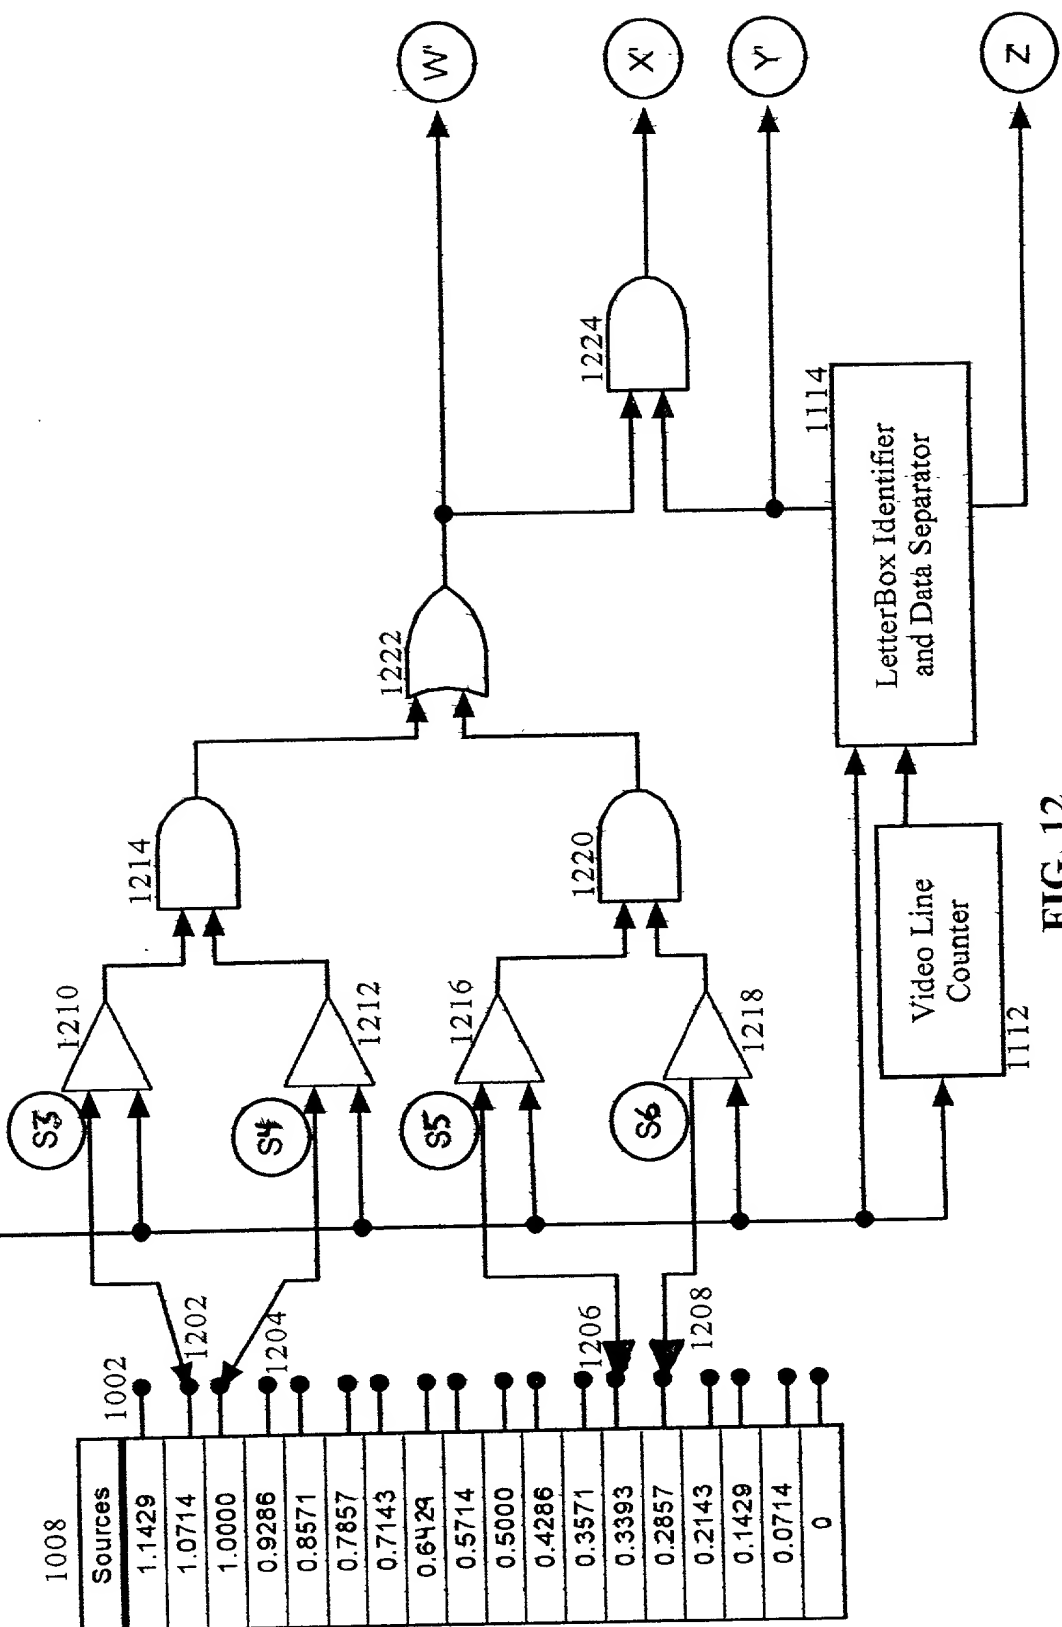 W'
X'
Y'
Z
1224
1114
LetterBox Identifier
and Data Separator
1222
1214
1220
1210
1212
1216
1218
Video Line
Counter
1112
S3
S4
S5
S6
1202
1204
1206
1208
1002
1008
Sources
1.1429
1.0714
1.0000
0.9286
0.8571
0.7857
0.7143
0.6429
0.5714
0.5000
0.4286
0.3571
0.3393
0.2857
0.2143
0.1429
0.0714
0
FIG. 12